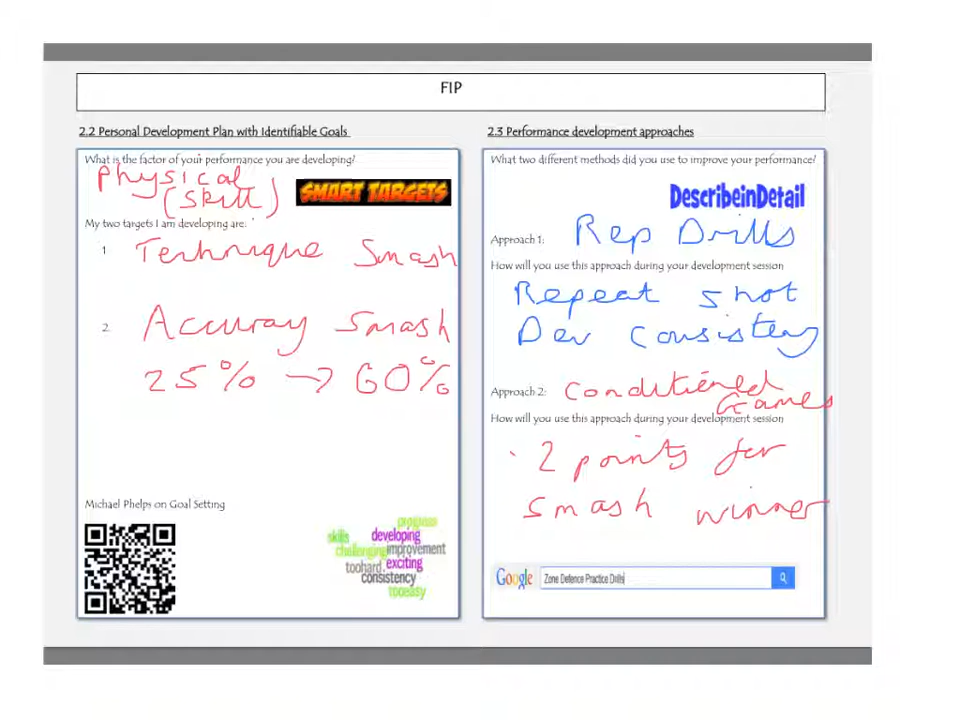 FIP
2.2 Personal Development Plan with Identifiable Goals
What is the factor of your performance you are developing?
Physical
(Skill)
SMART TARGETS
My two targets I am developing are:
1 Technique Smash
2. Accuray Smash
25% → 60%
Michael Phelps on Goal Setting
progress
skills
developing
challenging
improvement
toohard
exciting
consistency
tooeasy
2.3 Performance development approaches
What two different methods did you use to improve your performance?
DescribeinDetail
Approach 1: Rep Drills
How will you use this approach during your development session
Repeat shot
Dev Consistency
Approach 2: Conditioned
Games
How will you use this approach during your development session
2 points for
Smash winner
Google
Zone Defence Practice Drills